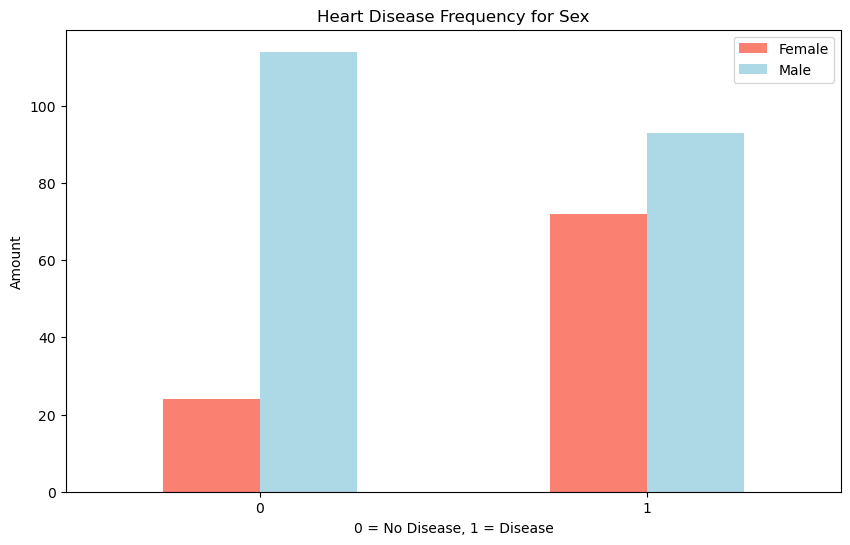 Heart Disease Frequency for Sex
Female
Male
Amount
100
80
60
40
20
0
0 1
0 = No Disease, 1 = Disease